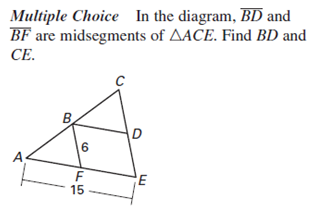 Multiple Choice In the diagram, BD and
BF are midsegments of △ACE. Find BD and
CE.
C
B
D
6
A
F
E
15